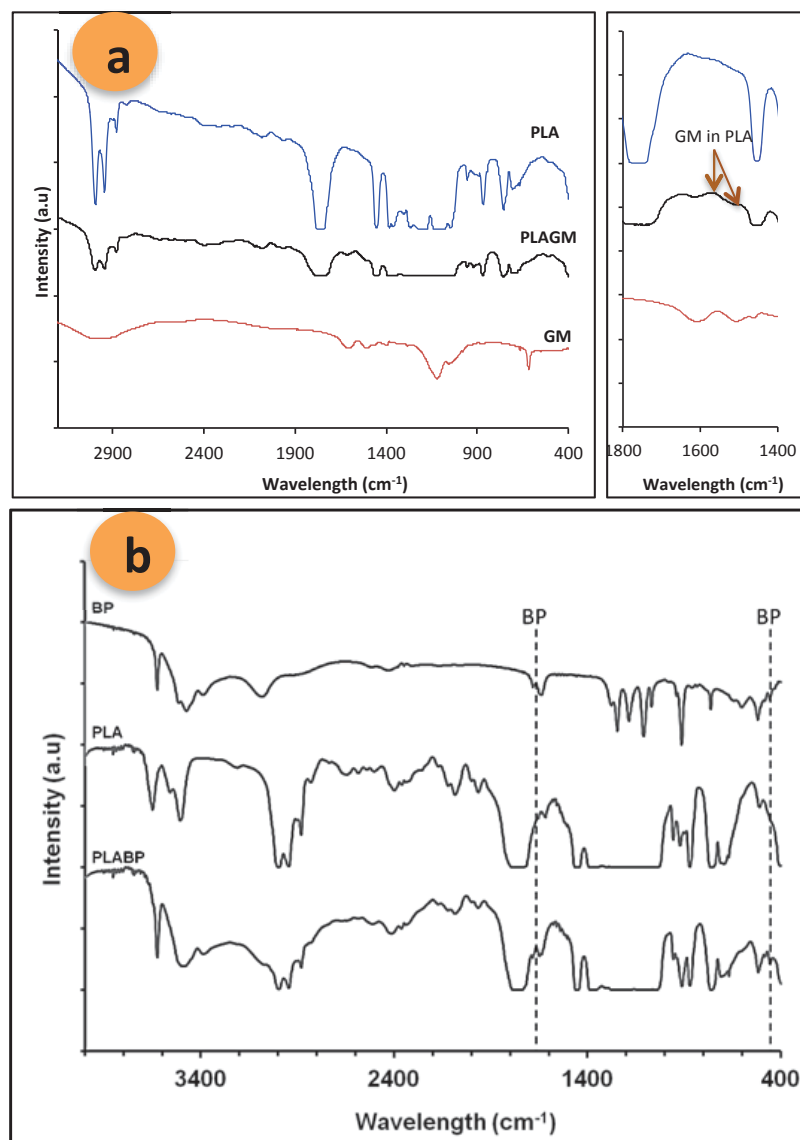 a
PLA
PLAGM
GM
Intensity (a.u)
2900 2400 1900 1400 900 400
Wavelength (cm⁻¹)
GM in PLA
1800 1600 1400
Wavelength (cm⁻¹)
b
BP
BP
BP
PLA
PLABP
Intensity (a.u)
3400 2400 1400 400
Wavelength (cm⁻¹)